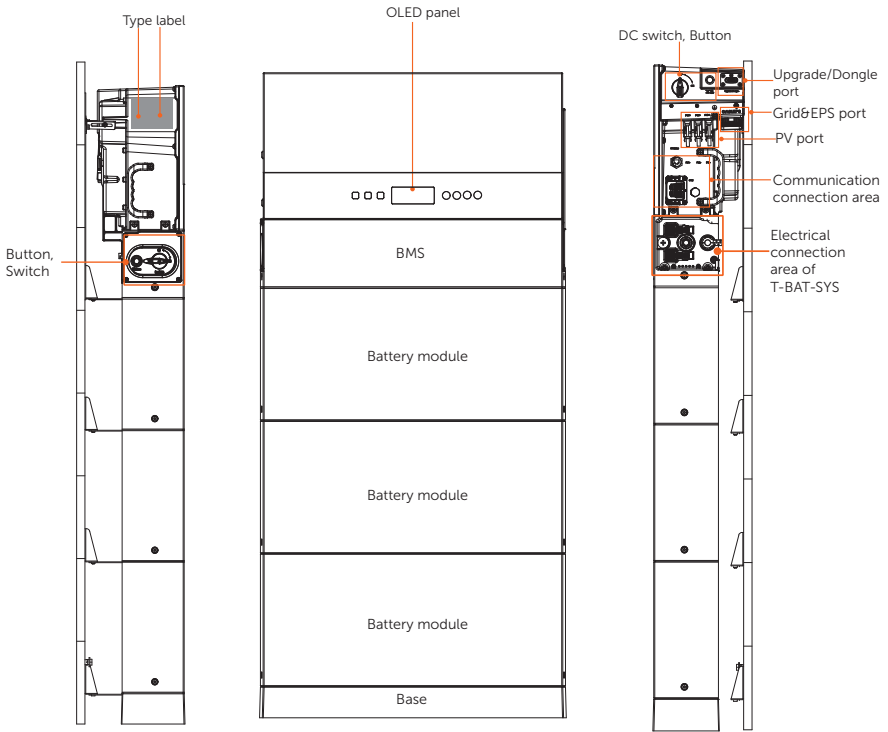 OLED panel
Type label
DC switch, Button
Upgrade/Dongle
port
Grid&EPS port
PV port
Communication
connection area
Electrical
connection
area of
T-BAT-SYS
Button,
Switch
BMS
Battery module
Battery module
Battery module
Base